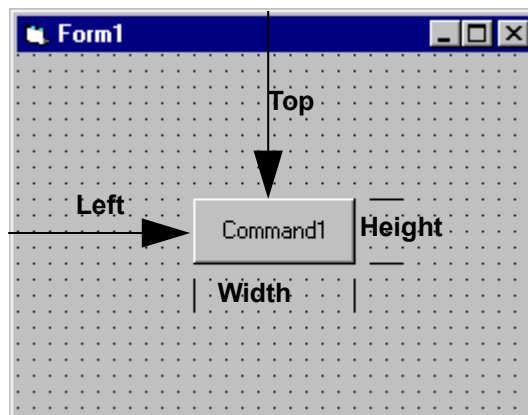 Form1
Top
Left
Command1
Height
Width